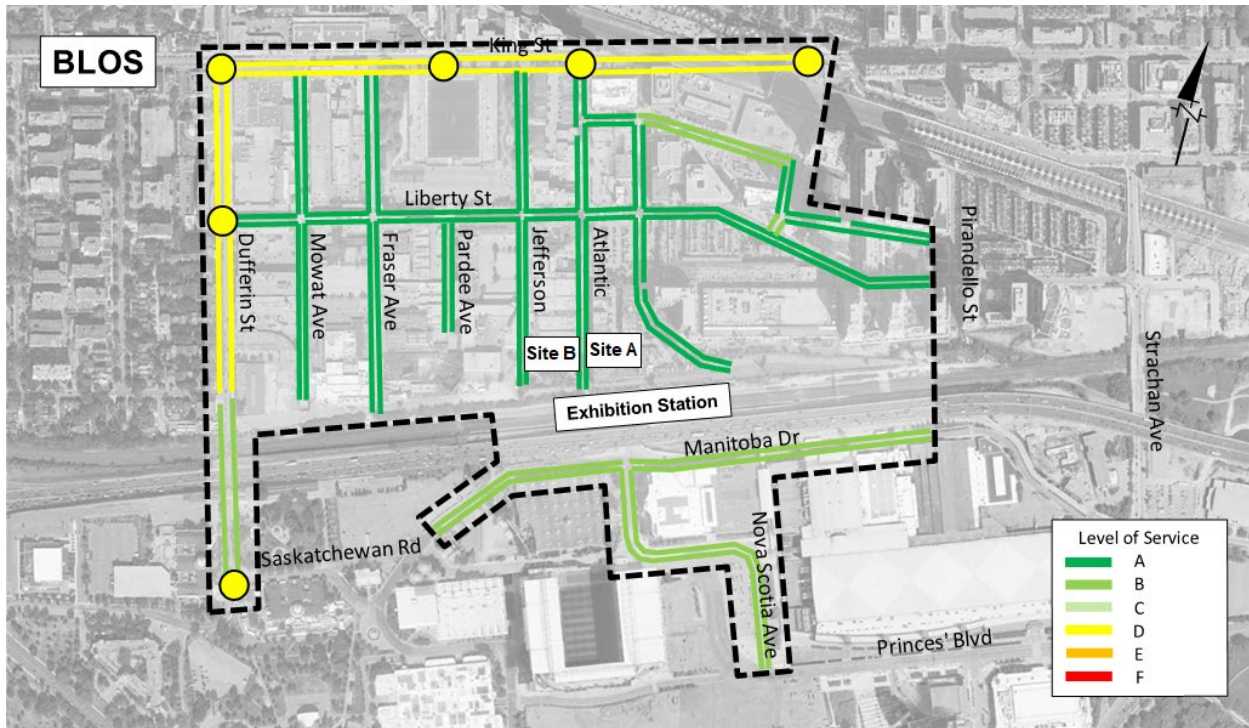 BLOS
King St
N
Liberty St
Dufferin St
Mowat Ave
Fraser Ave
Pardee Ave
Jefferson
Atlantic
Pirandello St
Strachan Ave
Site B
Site A
Exhibition Station
Manitoba Dr
Saskatchewan Rd
Nova Scotia Ave
Princes' Blvd
Level of Service
A
B
C
D
E
F